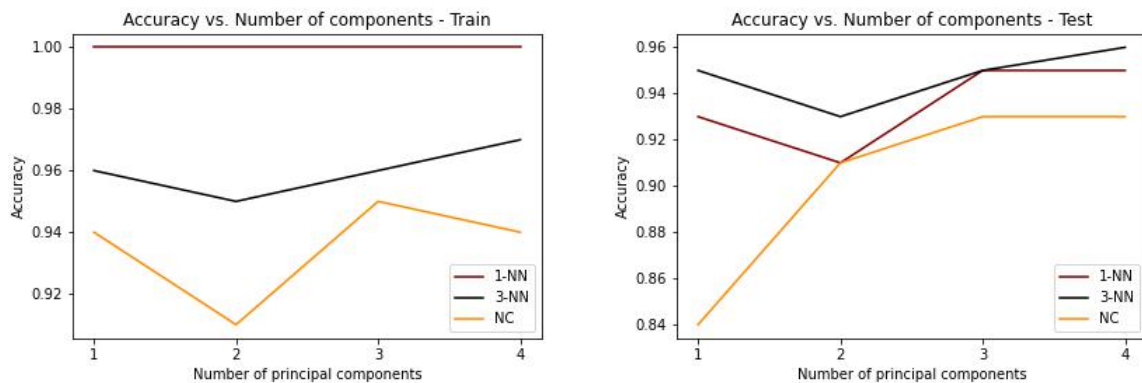 Accuracy vs. Number of components - Train
Accuracy
1.00
0.98
0.96
0.94
0.92
1 2 3 4
Number of principal components
1-NN
3-NN
NC
Accuracy vs. Number of components - Test
Accuracy
0.96
0.94
0.92
0.90
0.88
0.86
0.84
1 2 3 4
Number of principal components
1-NN
3-NN
NC